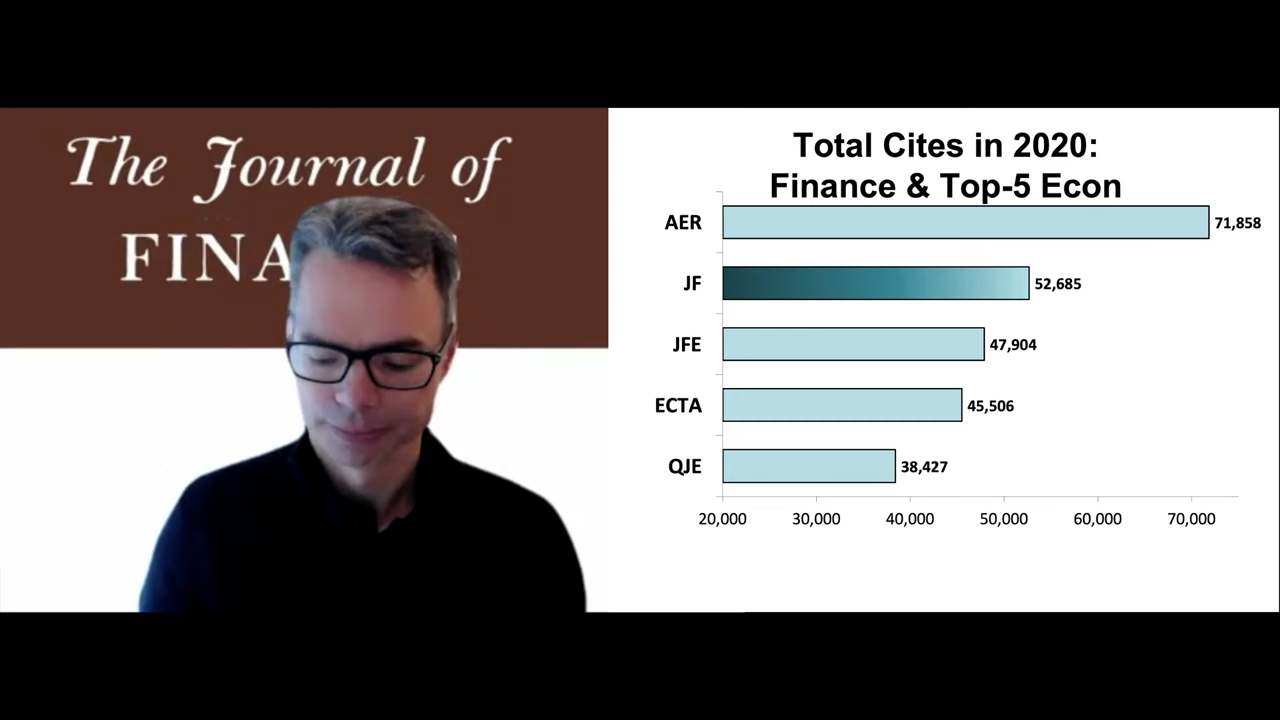 The Journal of
FINA
Total Cites in 2020:
Finance & Top-5 Econ
AER 71,858
JF 52,685
JFE 47,904
ECTA 45,506
QJE 38,427
20,000 30,000 40,000 50,000 60,000 70,000